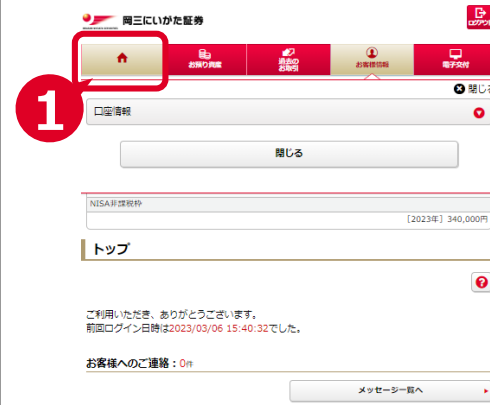 岡三にいがた証券
ログアウト
お預り資産
過去の
お取引
お客様情報
電子交付
1
閉じる
口座情報
閉じる
NISA非課税枠
[2023年] 340,000円
トップ
?
ご利用いただき、ありがとうございます。
前回ログイン日時は2023/03/06 15:40:32でした。
お客様へのご連絡：0件
メッセージ一覧へ